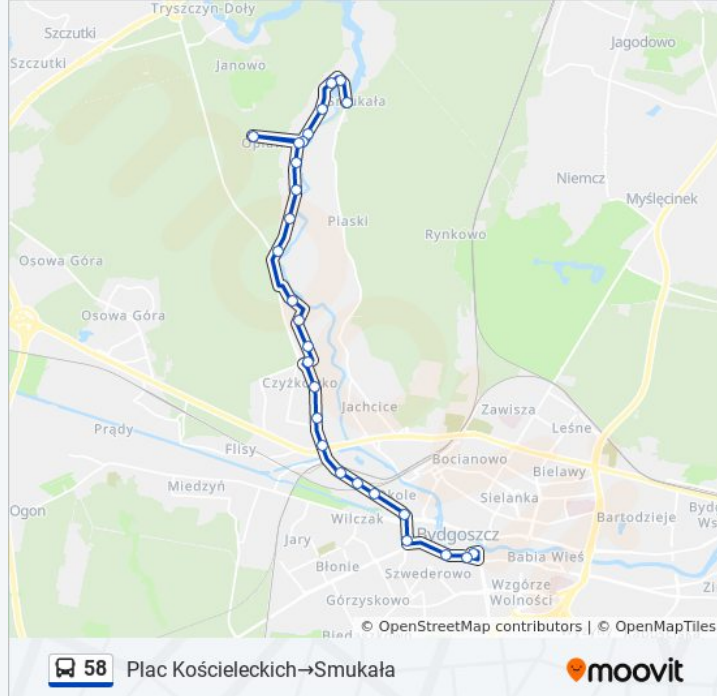 Tryszczyn-Doły
Szczutki
Szczutki
Janowo
Jagodowo
Smukała
Opławiec
Niemcz
Myślęcinek
Piaski
Rynkowo
Osowa Góra
Osowa Góra
Czyżkówko
Jachcice
Zawisza
Leśne
Prądy
Flisy
Bocianowo
Bielawy
Miedzyń
Okole
Sielanka
Ogon
Wilczak
Bydgoszcz
Bartodzieje
Jary
Babia Wieś
Błonie
Szwederowo
Wzgórze
Wolności
Górzyskowo
© OpenStreetMap contributors | © OpenMapTiles
58 Plac Kościeleckich→Smukała
moovit